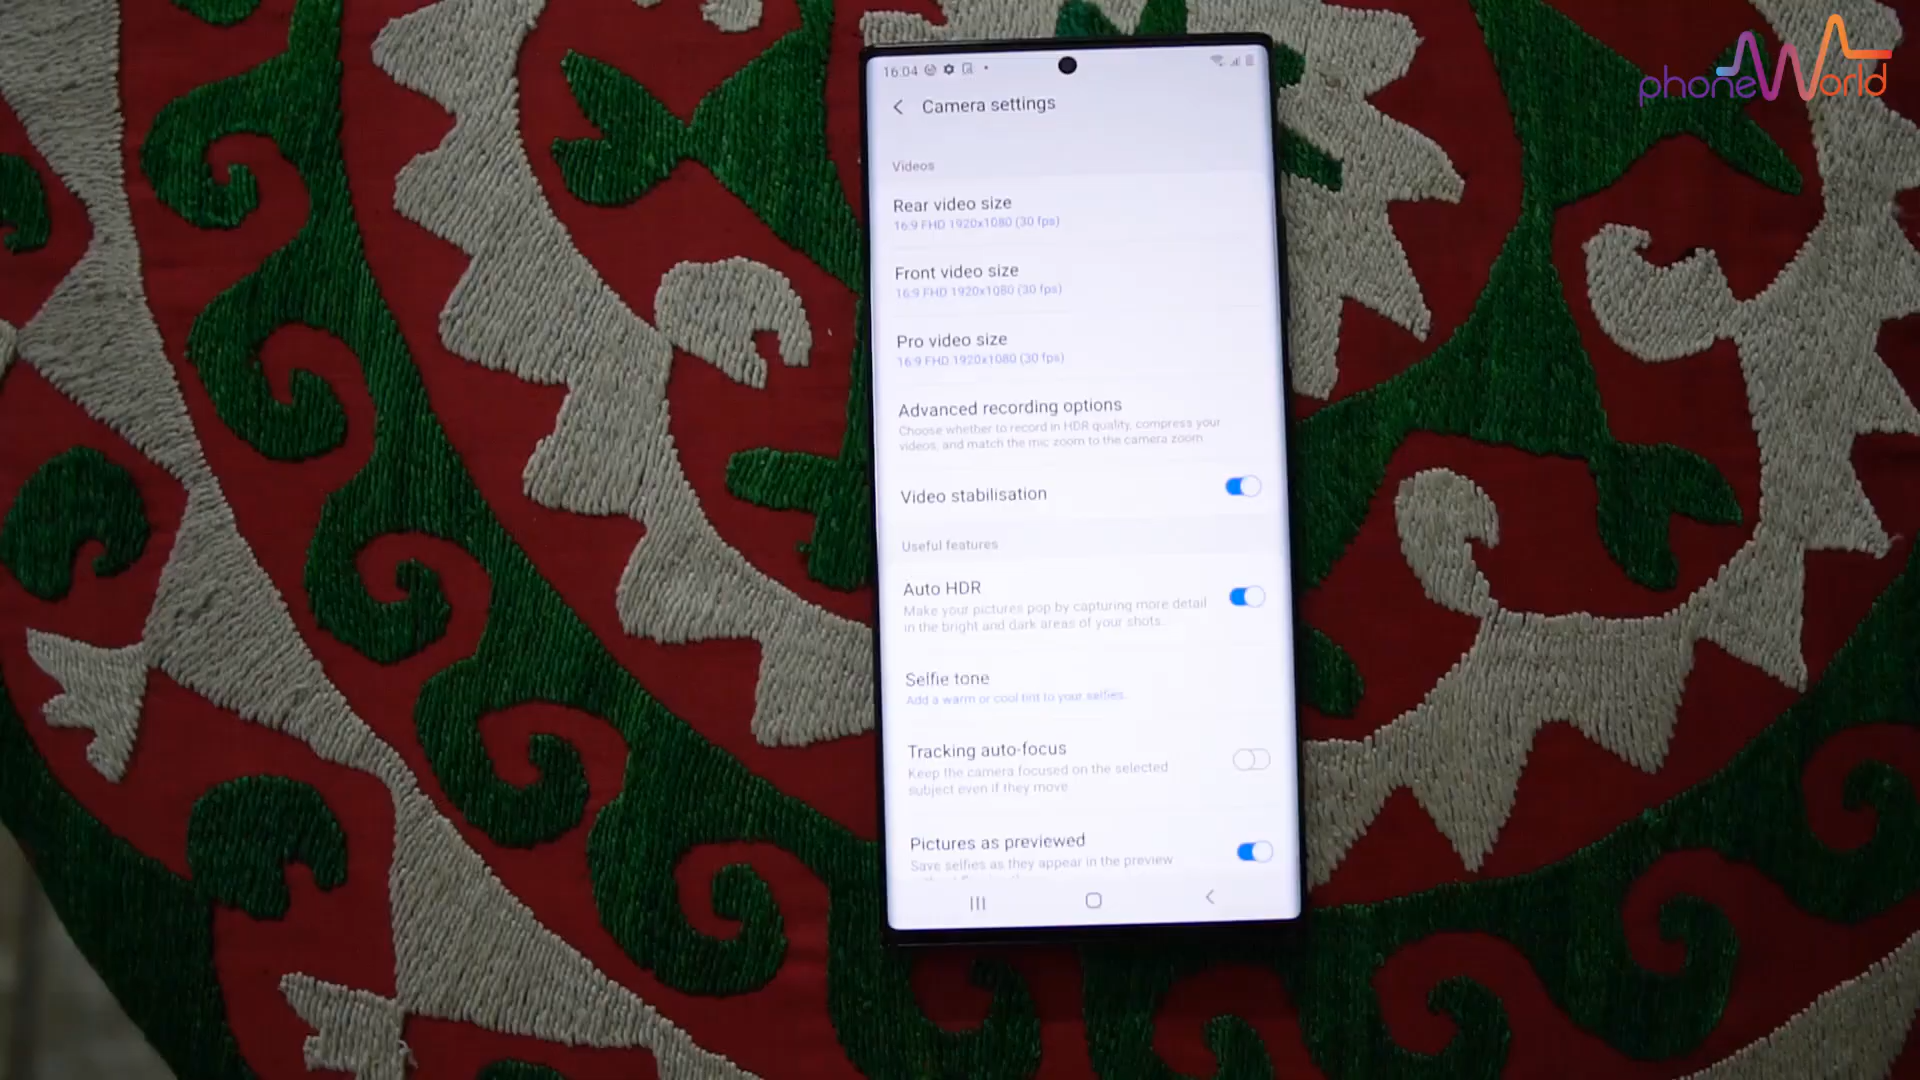 phoneWorld
16:04
Camera settings
Videos
Rear video size
16:9 FHD 1920x1080 (30 fps)
Front video size
16:9 FHD 1920x1080 (30 fps)
Pro video size
16:9 FHD 1920x1080 (30 fps)
Advanced recording options
Choose whether to record in HDR quality, compress your
videos, and match the mic zoom to the camera zoom.
Video stabilisation
Useful features
Auto HDR
Make your pictures pop by capturing more detail
in the bright and dark areas of your shots.
Selfie tone
Add a warm or cool tint to your selfies.
Tracking auto-focus
Keep the camera focused on the selected
subject even if they move.
Pictures as previewed
Save selfies as they appear in the preview